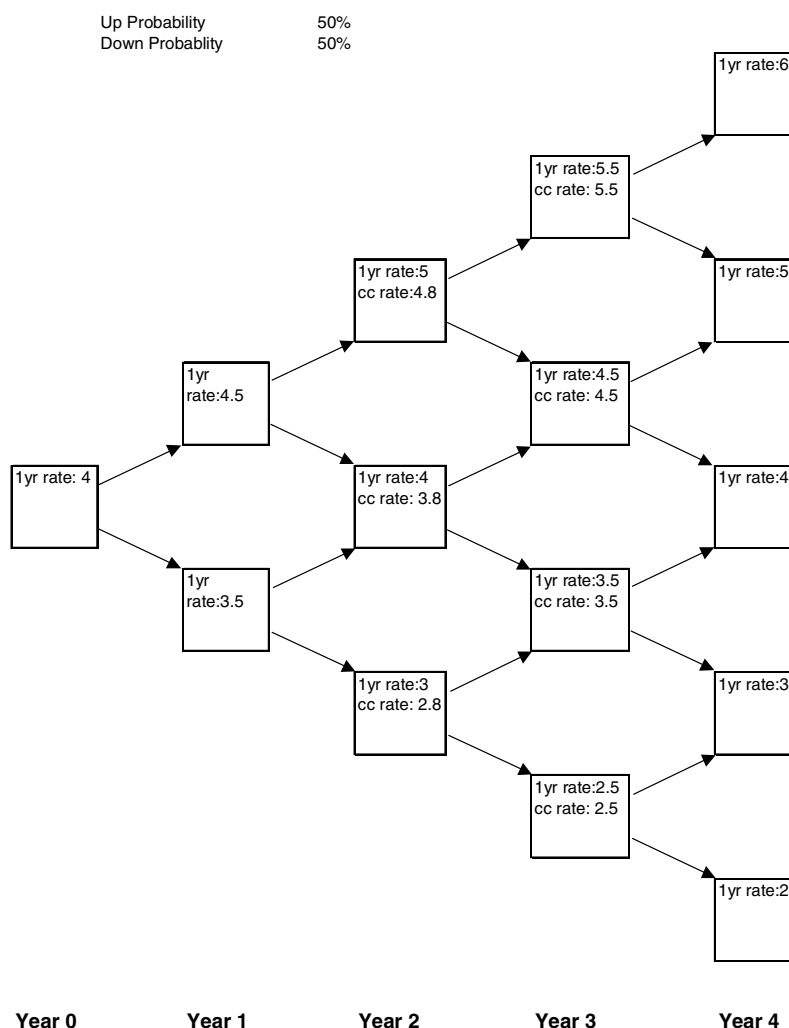 Up Probability 50%
Down Probablity 50%
1yr rate:6
1yr rate:5.5
cc rate: 5.5
1yr rate:5
cc rate:4.8
1yr rate:5
1yr
rate:4.5
1yr rate:4.5
cc rate: 4.5
1yr rate: 4
1yr rate:4
cc rate: 3.8
1yr rate:4
1yr
rate:3.5
1yr rate:3.5
cc rate: 3.5
1yr rate:3
cc rate: 2.8
1yr rate:3
1yr rate:2.5
cc rate: 2.5
1yr rate:2
Year 0 Year 1 Year 2 Year 3 Year 4